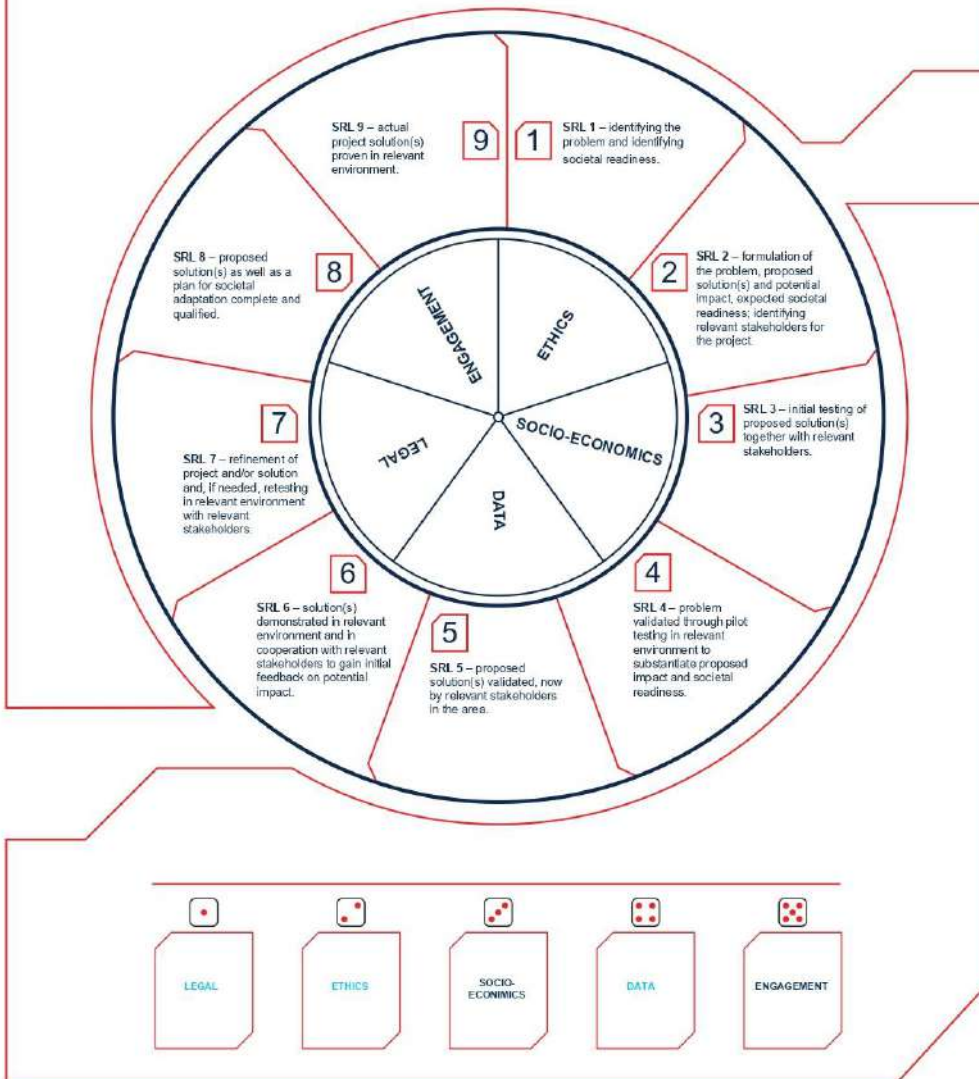 9
SRL 9 – actual
project solution(s)
proven in relevant
environment.
1
SRL 1 – identifying the
problem and identifying
societal readiness.
2
SRL 2 – formulation of
the problem, proposed
solution(s) and potential
impact, expected societal
readiness; identifying
relevant stakeholders for
the project.
3
SRL 3 – initial testing of
proposed solution(s)
together with relevant
stakeholders.
4
SRL 4 – problem
validated through pilot
testing in relevant
environment to
substantiate proposed
impact and societal
readiness.
5
SRL 5 – proposed
solution(s) validated, now
by relevant stakeholders
in the area.
6
SRL 6 – solution(s)
demonstrated in relevant
environment and in
cooperation with relevant
stakeholders to gain initial
feedback on potential
impact.
7
SRL 7 – refinement of
project and/or solution
and, if needed, retesting
in relevant environment
with relevant
stakeholders.
8
SRL 8 – proposed
solution(s) as well as a
plan for societal
adaptation complete and
qualified.
ENGAGEMENT
ETHICS
SOCIO-ECONOMICS
DATA
LEGAL
LEGAL
ETHICS
SOCIO-
ECONIMICS
DATA
ENGAGEMENT